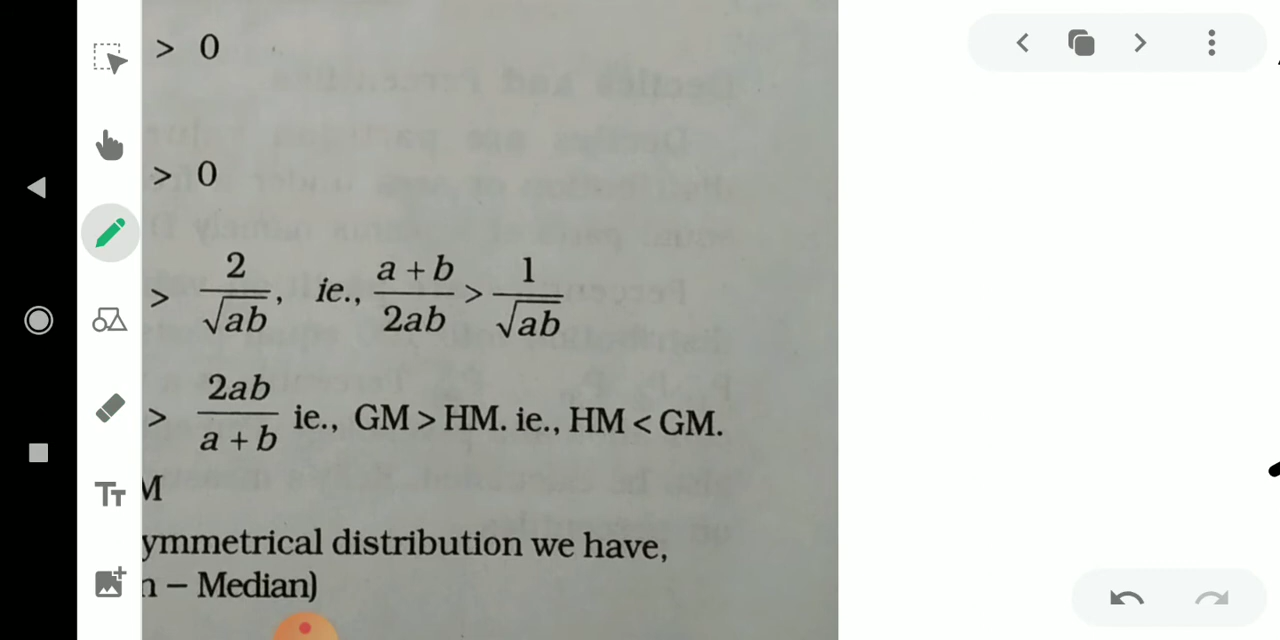 > 0
> 0
> 2/√ab, ie., a + b/2ab > 1/√ab
> 2ab/a + b ie., GM > HM. ie., HM < GM.
M
ymmetrical distribution we have,
n – Median)